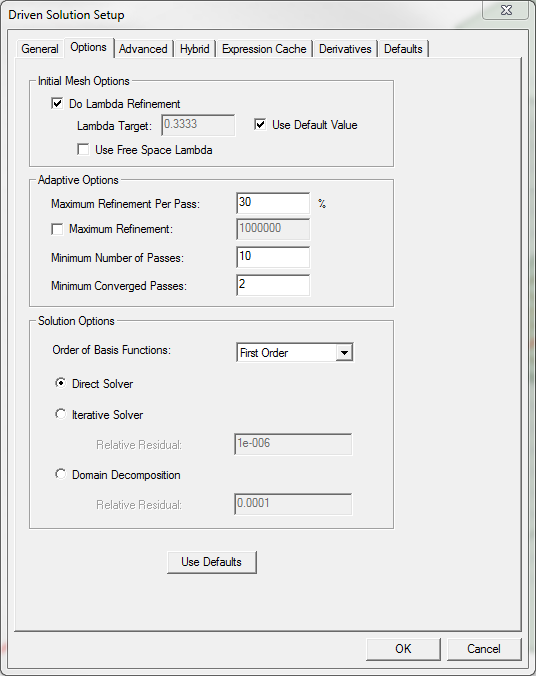 Driven Solution Setup
General Options Advanced Hybrid Expression Cache Derivatives Defaults
Initial Mesh Options
Do Lambda Refinement
Lambda Target: 0.3333 Use Default Value
Use Free Space Lambda
Adaptive Options
Maximum Refinement Per Pass: 30 %
Maximum Refinement: 1000000
Minimum Number of Passes: 10
Minimum Converged Passes: 2
Solution Options
Order of Basis Functions: First Order
Direct Solver
Iterative Solver
Relative Residual: 1e-006
Domain Decomposition
Relative Residual: 0.0001
Use Defaults
OK Cancel